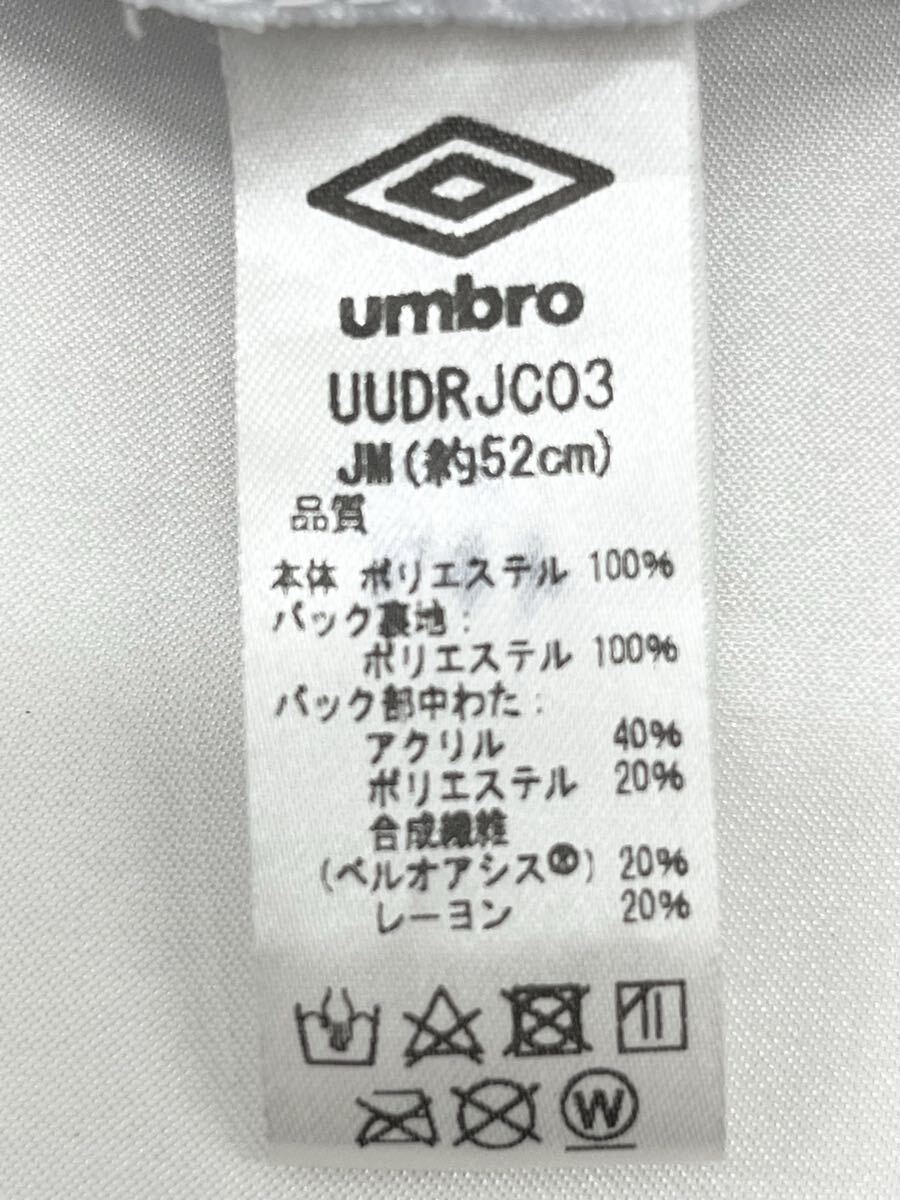 umbro
UUDRJC03
JM(約52cm)
品質
本体 ポリエステル 100%
パック裏地:
ポリエステル 100%
パック部中わた:
アクリル 40%
ポリエステル 20%
合成繊維
(ベルオアシス®) 20%
レーヨン 20%
W